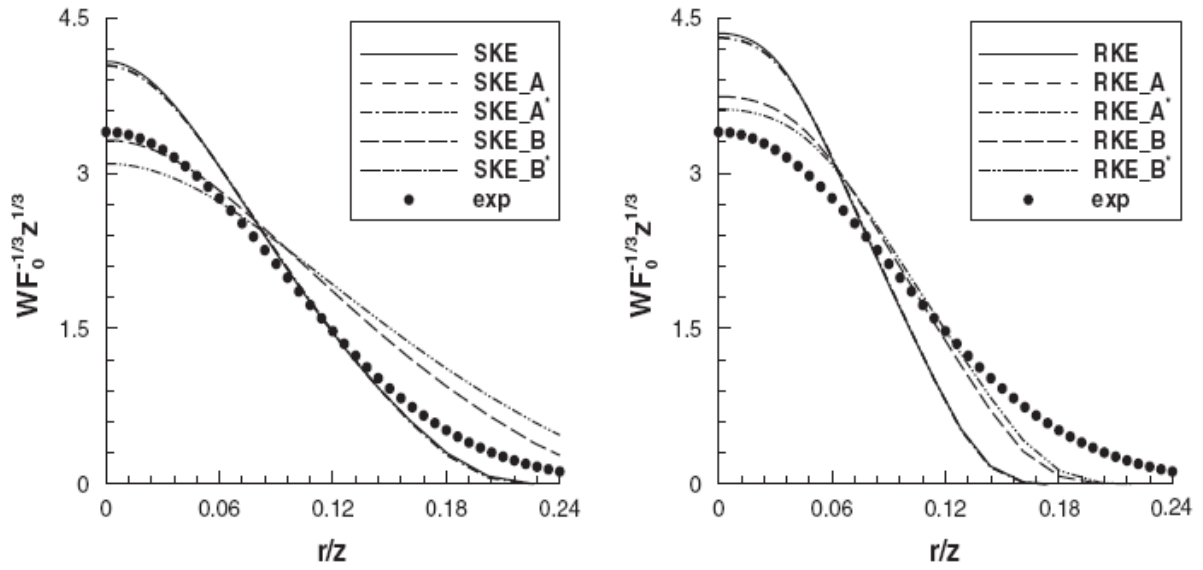 4.5
3
1.5
0
WF₀⁻¹/³z¹/³
SKE
SKE_A
SKE_A*
SKE_B
SKE_B*
exp
0 0.06 0.12 0.18 0.24
r/z
4.5
3
1.5
0
WF₀⁻¹/³z¹/³
RKE
RKE_A
RKE_A*
RKE_B
RKE_B*
exp
0 0.06 0.12 0.18 0.24
r/z